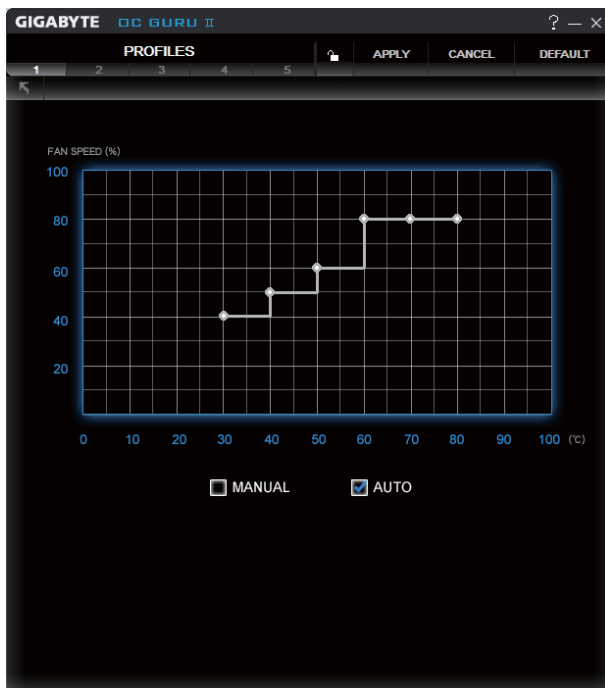 GIGABYTE OC GURU II ? — ×
PROFILES APPLY CANCEL DEFAULT
1 2 3 4 5
FAN SPEED (%)
100
80
60
40
20
0 10 20 30 40 50 60 70 80 90 100 (℃)
MANUAL AUTO